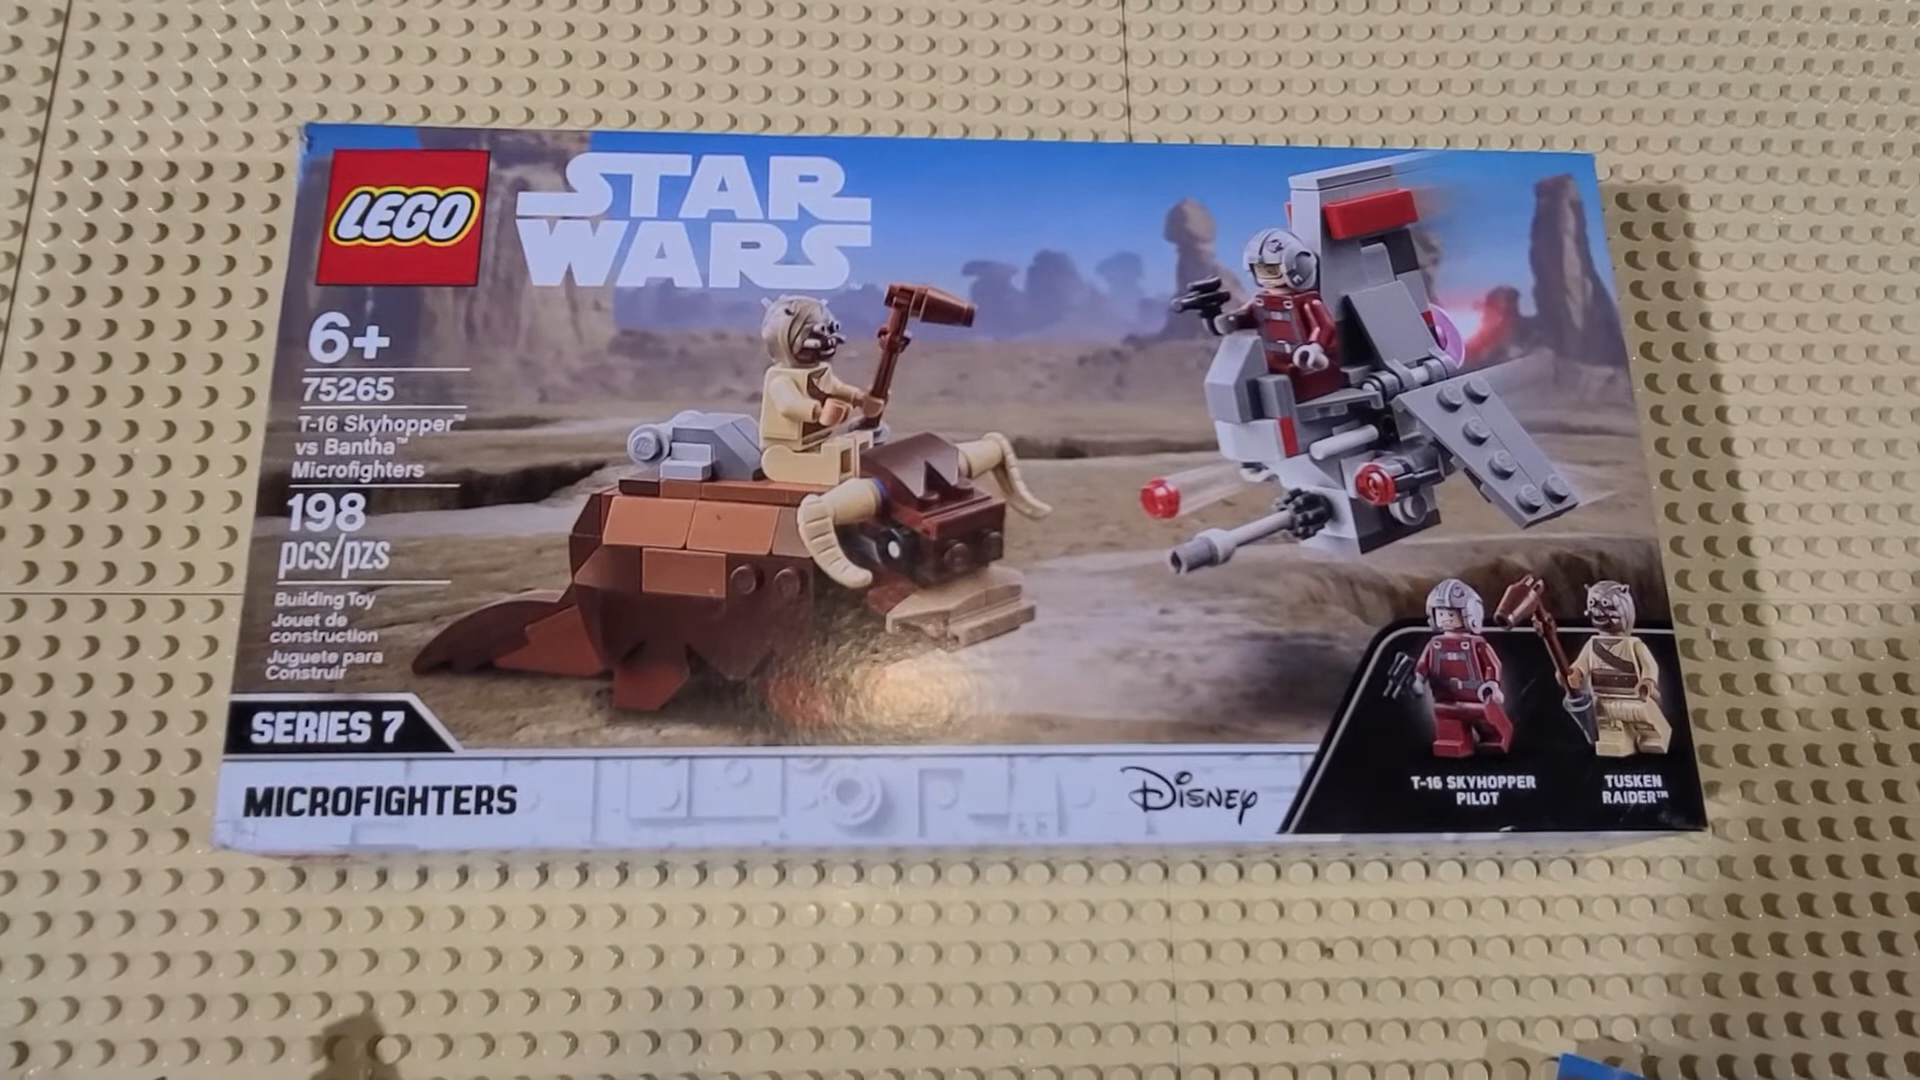 LEGO
STAR
WARS
6+
75265
T-16 Skyhopper™
vs Bantha™
Microfighters
198
pcs/pzs
Building Toy
Jouet de
construction
Juguete para
Construir
SERIES 7
MICROFIGHTERS
Disney
T-16 SKYHOPPER
PILOT
TUSKEN
RAIDER™